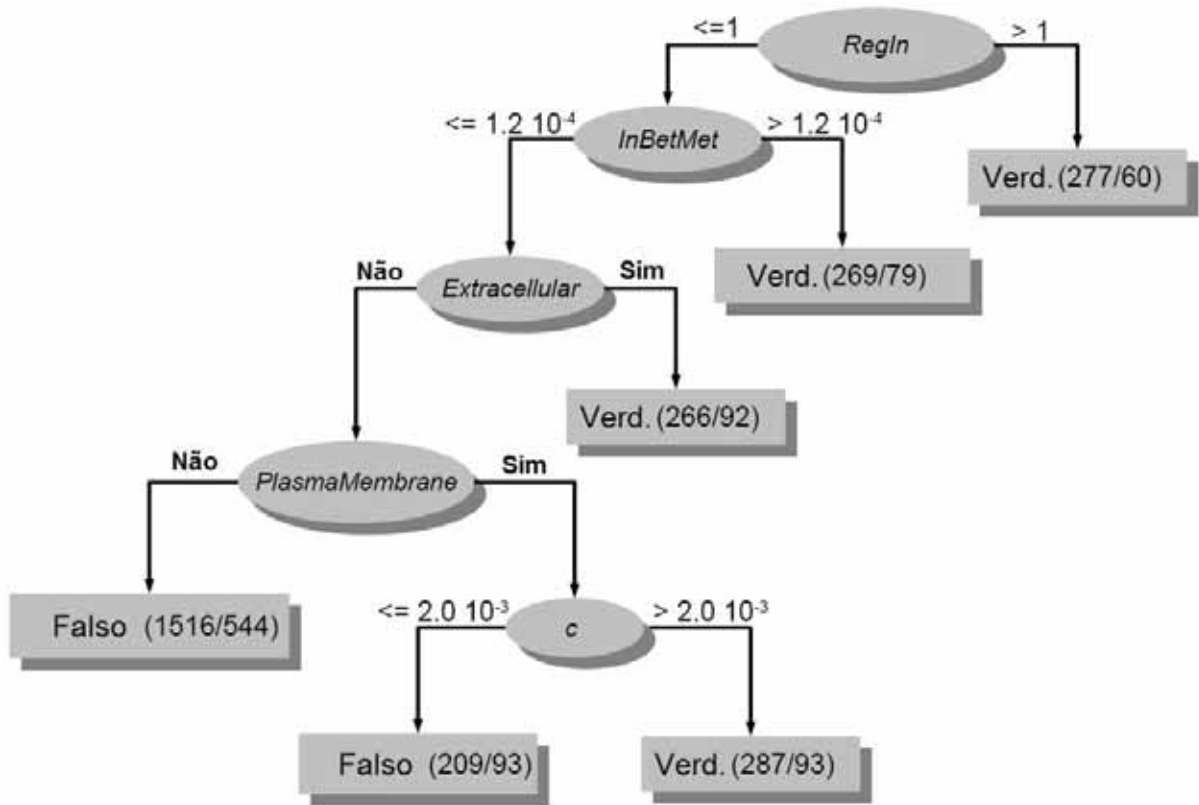 <=1
RegIn
> 1
<= 1.2 10⁻⁴
InBetMet
> 1.2 10⁻⁴
Verd. (277/60)
Não
Extracellular
Sim
Verd. (269/79)
Verd. (266/92)
Não
PlasmaMembrane
Sim
Falso (1516/544)
<= 2.0 10⁻³
c
> 2.0 10⁻³
Falso (209/93)
Verd. (287/93)